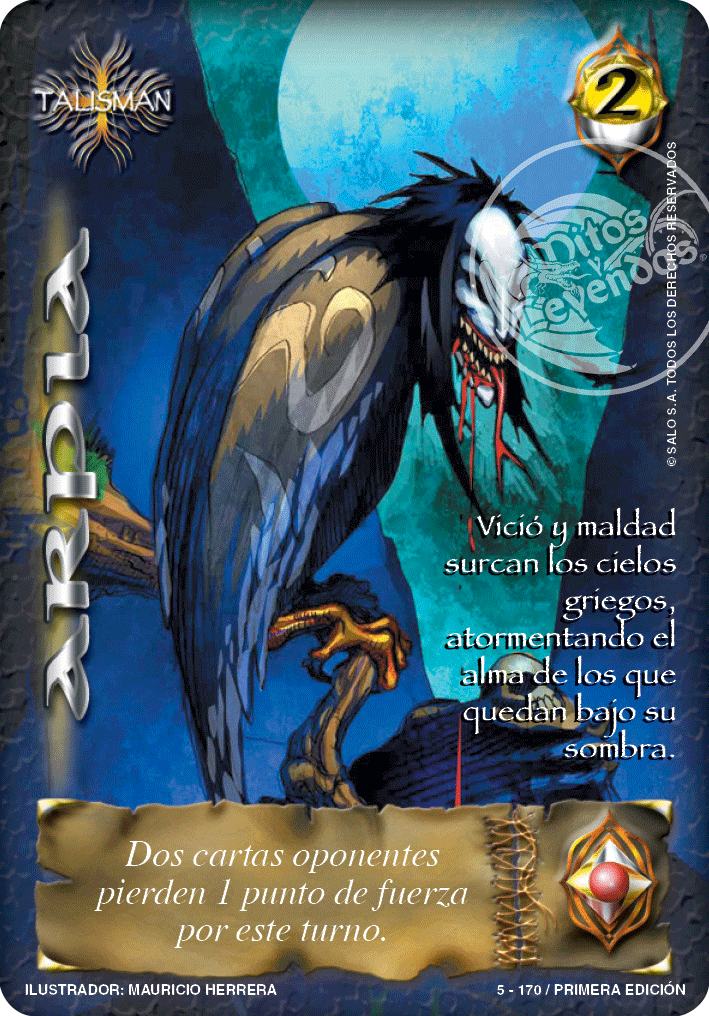 TALISMAN
2
Mitos
y
Leyendas
®
© SALO S.A. TODOS LOS DERECHOS RESERVADOS
ARPIA
Vició y maldad
surcan los cielos
griegos,
atormentando el
alma de los que
quedan bajo su
sombra.
Dos cartas oponentes
pierden 1 punto de fuerza
por este turno.
ILUSTRADOR: MAURICIO HERRERA
5 - 170 / PRIMERA EDICIÓN